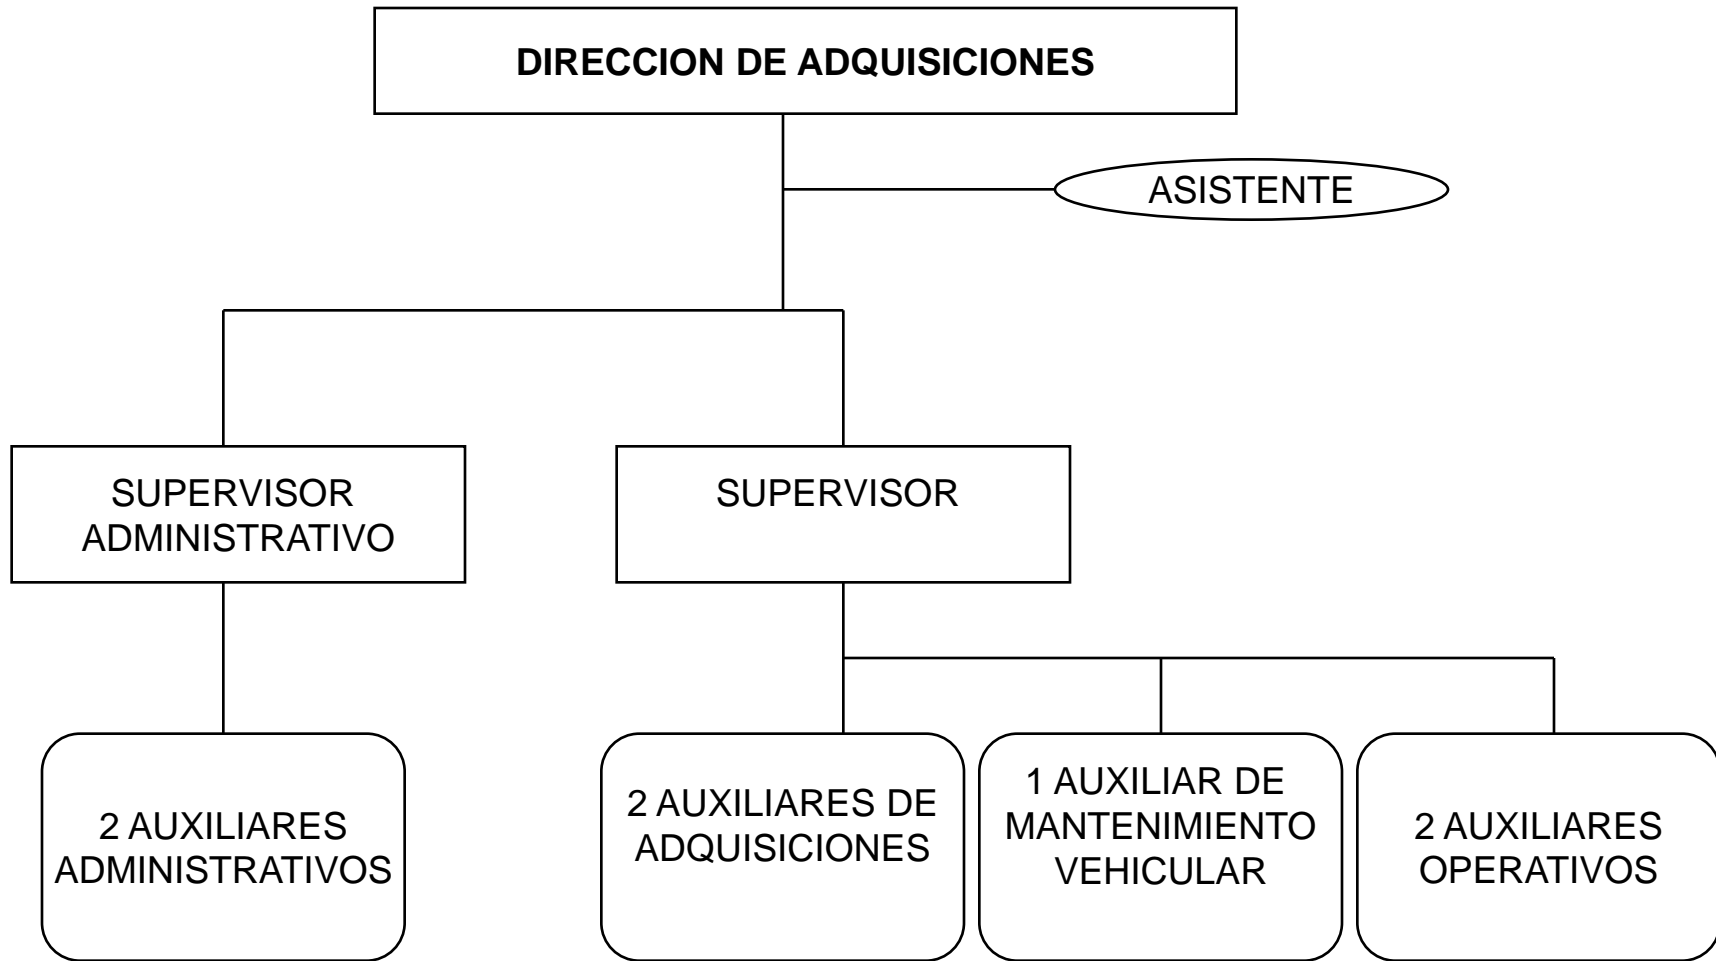 DIRECCION DE ADQUISICIONES
ASISTENTE
SUPERVISOR
ADMINISTRATIVO
SUPERVISOR
2 AUXILIARES
ADMINISTRATIVOS
2 AUXILIARES DE
ADQUISICIONES
1 AUXILIAR DE
MANTENIMIENTO
VEHICULAR
2 AUXILIARES
OPERATIVOS